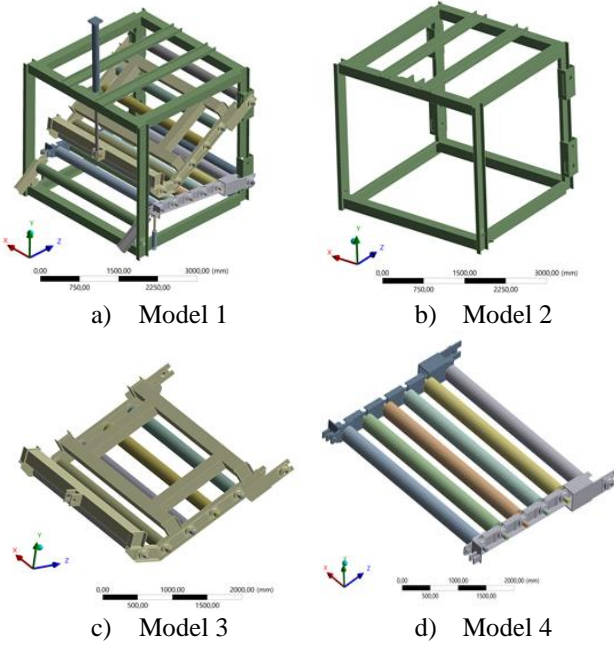 Y
X
Z
0,00
1500,00
3000,00 (mm)
750,00
2250,00
Y
X
Z
0,00
1500,00
3000,00 (mm)
750,00
2250,00
a) Model 1
b) Model 2
Y
X
Z
0,00
1000,00
2000,00 (mm)
500,00
1500,00
Y
X
Z
0,00
1000,00
2000,00 (mm)
500,00
1500,00
c) Model 3
d) Model 4